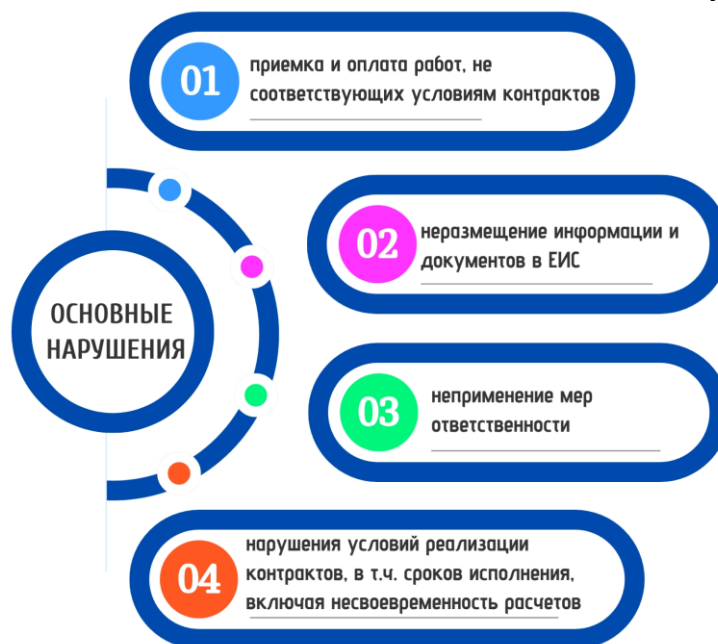 01
приемка и оплата работ, не
соответствующих условиям контрактов
02
неразмещение информации и
документов в ЕИС
ОСНОВНЫЕ
НАРУШЕНИЯ
03
неприменение мер
ответственности
04
нарушения условий реализации
контрактов, в т.ч. сроков исполнения,
включая несвоевременность расчетов